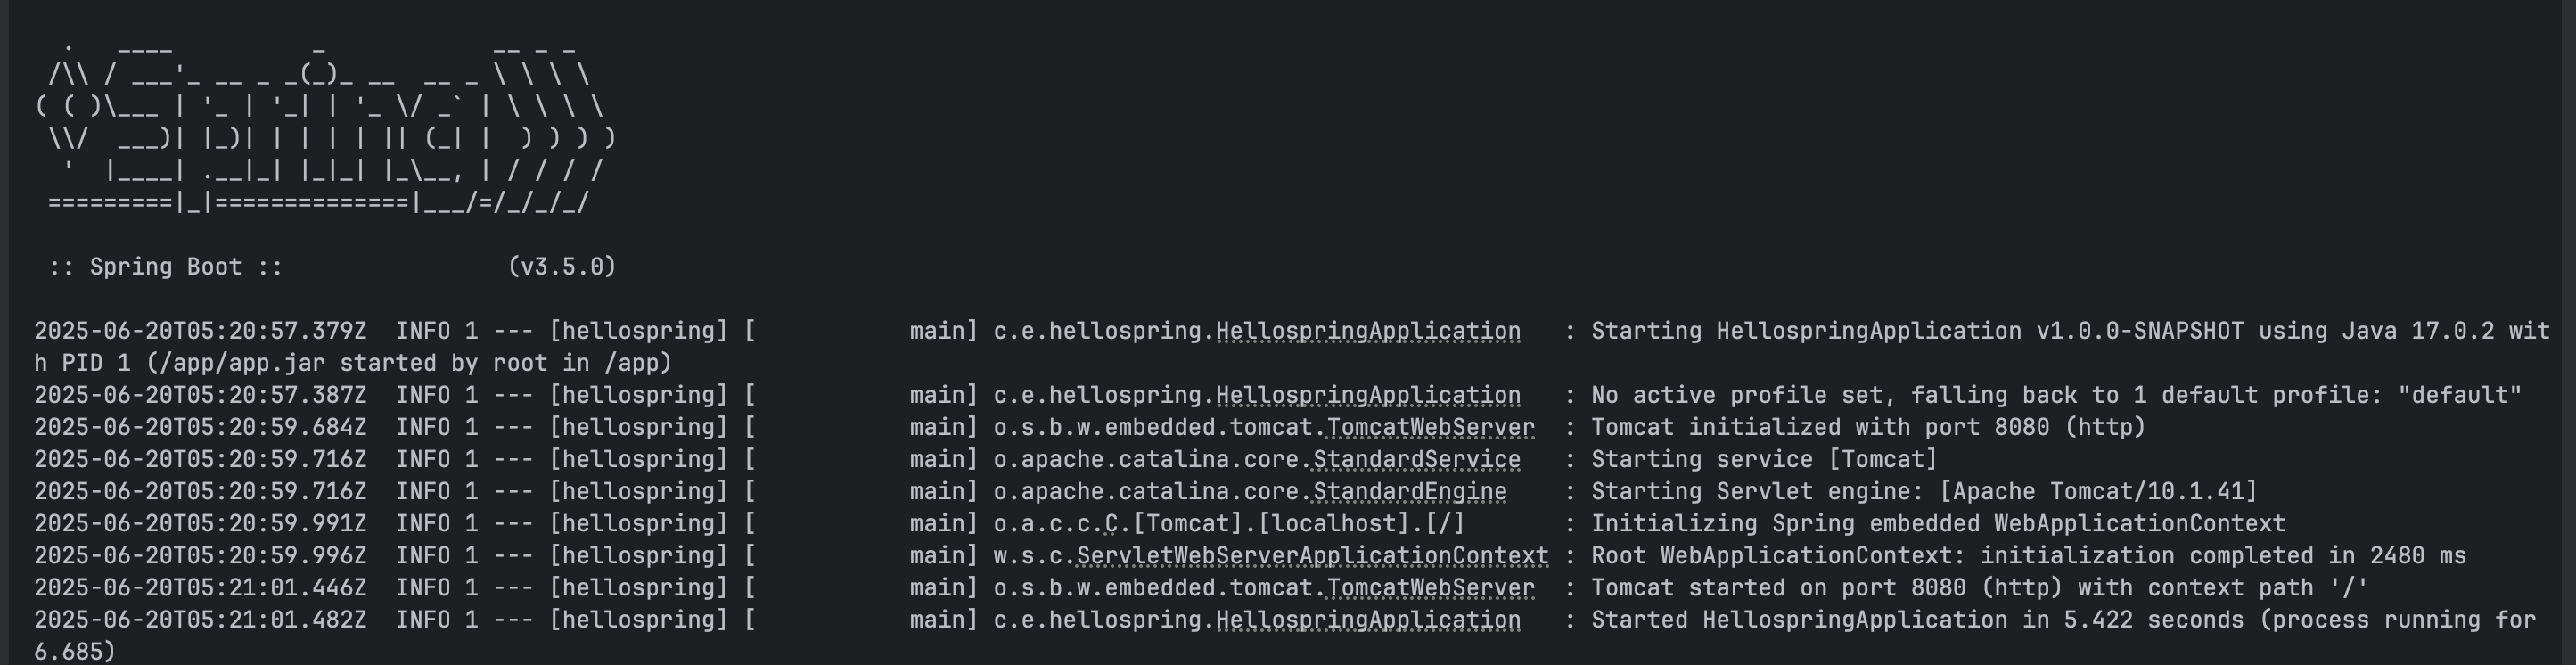 .   ____          _            __ _ _
 /\\ / ___'_ __ _ _(_)_ __  __ _ \ \ \ \
( ( )\___ | '_ | '_| | '_ \/ _` | \ \ \ \
 \\/  ___)| |_)| | | | | || (_| |  ) ) ) )
  '  |____| .__|_| |_|_| |_\__, | / / / /
 =========|_|==============|___/=/_/_/_/

 :: Spring Boot ::                (v3.5.0)

2025-06-20T05:20:57.379Z  INFO 1 --- [hellospring] [           main] c.e.hellospring.HellospringApplication   : Starting HellospringApplication v1.0.0-SNAPSHOT using Java 17.0.2 wit
h PID 1 (/app/app.jar started by root in /app)
2025-06-20T05:20:57.387Z  INFO 1 --- [hellospring] [           main] c.e.hellospring.HellospringApplication   : No active profile set, falling back to 1 default profile: "default"
2025-06-20T05:20:59.684Z  INFO 1 --- [hellospring] [           main] o.s.b.w.embedded.tomcat.TomcatWebServer  : Tomcat initialized with port 8080 (http)
2025-06-20T05:20:59.716Z  INFO 1 --- [hellospring] [           main] o.apache.catalina.core.StandardService   : Starting service [Tomcat]
2025-06-20T05:20:59.716Z  INFO 1 --- [hellospring] [           main] o.apache.catalina.core.StandardEngine    : Starting Servlet engine: [Apache Tomcat/10.1.41]
2025-06-20T05:20:59.991Z  INFO 1 --- [hellospring] [           main] o.a.c.c.C.[Tomcat].[localhost].[/]       : Initializing Spring embedded WebApplicationContext
2025-06-20T05:20:59.996Z  INFO 1 --- [hellospring] [           main] w.s.c.ServletWebServerApplicationContext : Root WebApplicationContext: initialization completed in 2480 ms
2025-06-20T05:21:01.446Z  INFO 1 --- [hellospring] [           main] o.s.b.w.embedded.tomcat.TomcatWebServer  : Tomcat started on port 8080 (http) with context path '/'
2025-06-20T05:21:01.482Z  INFO 1 --- [hellospring] [           main] c.e.hellospring.HellospringApplication   : Started HellospringApplication in 5.422 seconds (process running for
6.685)